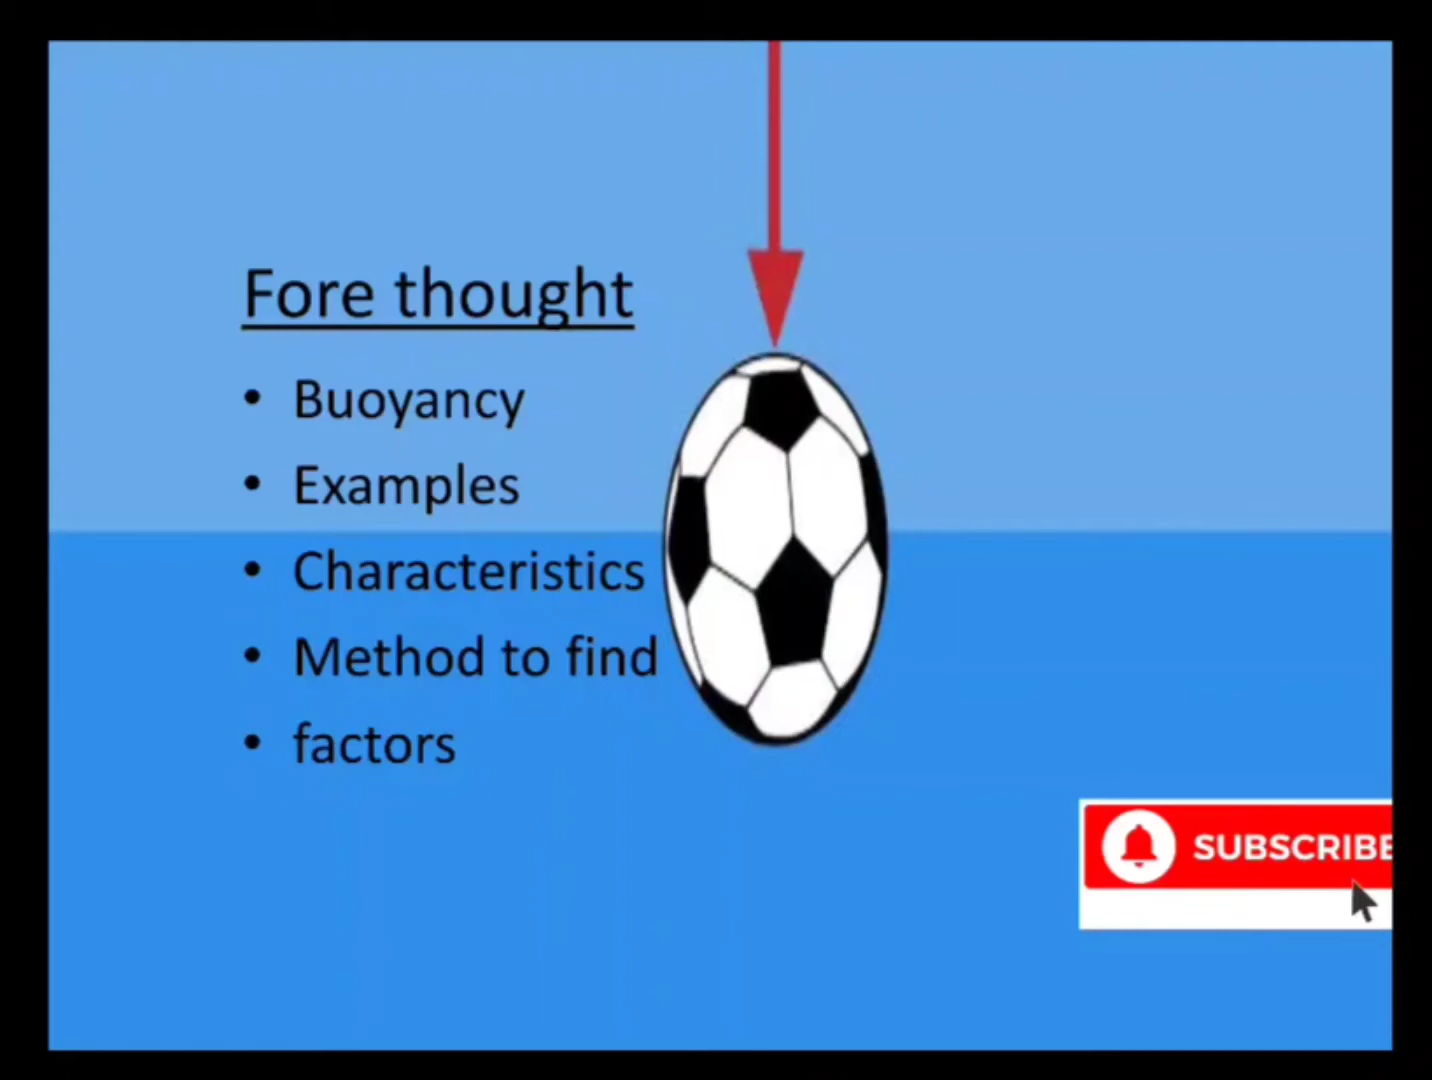 Fore thought
• Buoyancy
• Examples
• Characteristics
• Method to find
• factors
SUBSCRIBE